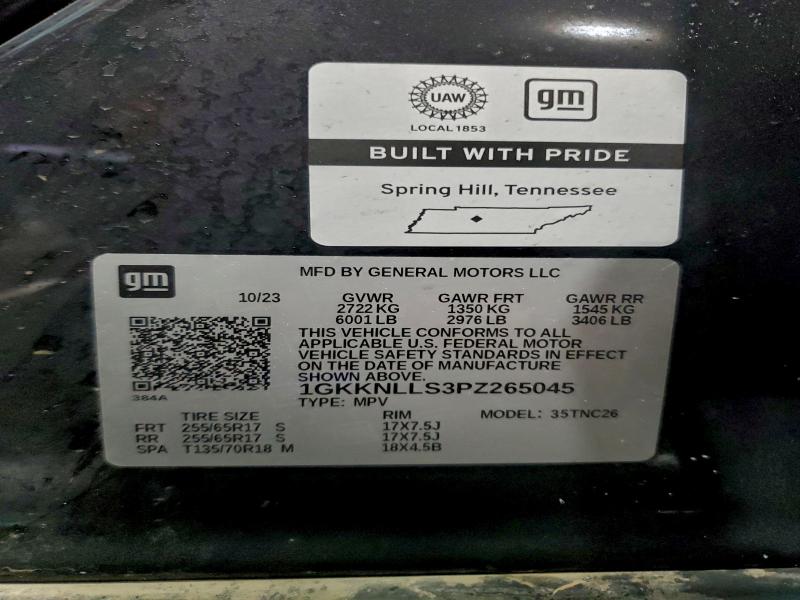 UAW
gm
LOCAL 1853
BUILT WITH PRIDE
Spring Hill, Tennessee
gm
MFD BY GENERAL MOTORS LLC
10/23 GVWR GAWR FRT GAWR RR
2722 KG 1350 KG 1545 KG
6001 LB 2976 LB 3406 LB
THIS VEHICLE CONFORMS TO ALL
APPLICABLE U.S. FEDERAL MOTOR
VEHICLE SAFETY STANDARDS IN EFFECT
ON THE DATE OF MANUFACTURE
SHOWN ABOVE.
384A
1GKKNLLS3PZ265045
TYPE: MPV
TIRE SIZE RIM MODEL: 35TNC26
FRT 255/65R17 S 17X7.5J
RR 255/65R17 S 17X7.5J
SPA T135/70R18 M 18X4.5B